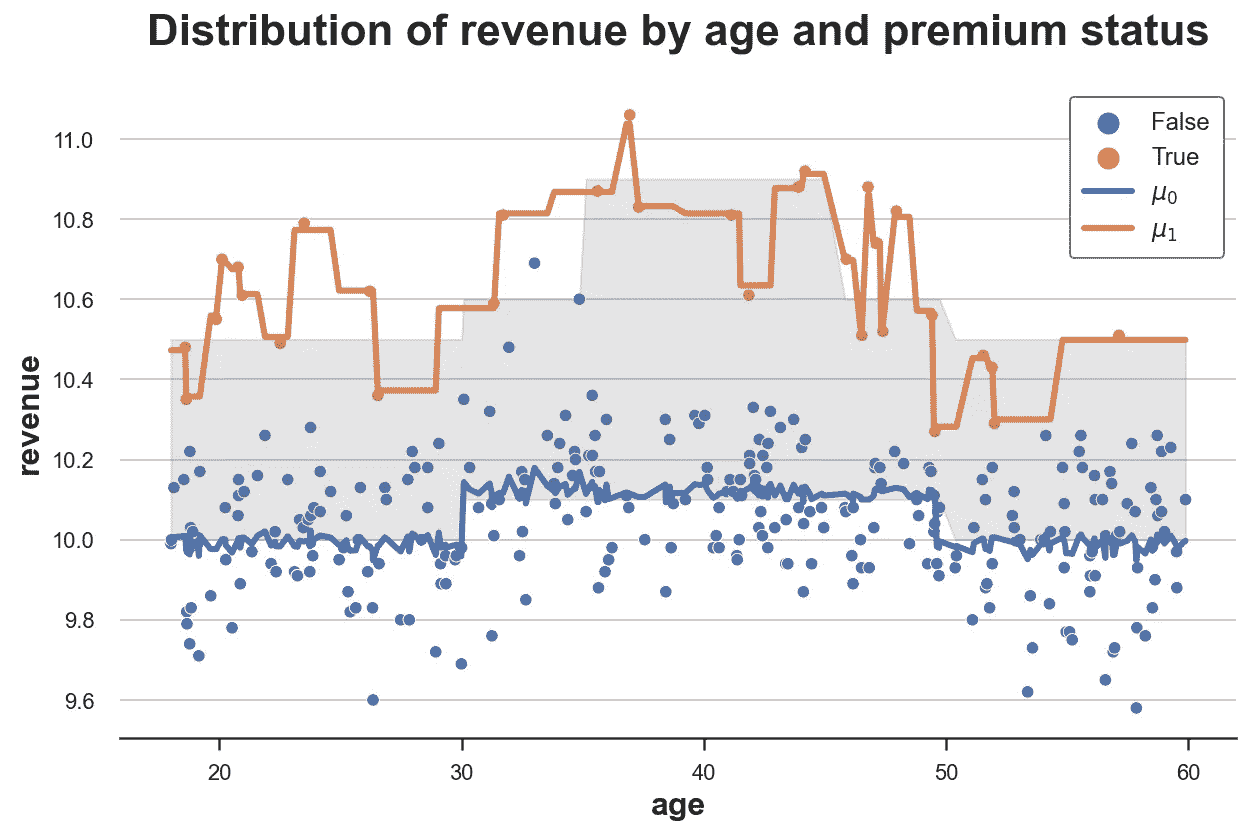 Distribution of revenue by age and premium status
False
True
μ0
μ1
revenue
11.0
10.8
10.6
10.4
10.2
10.0
9.8
9.6
20 30 40 50 60
age